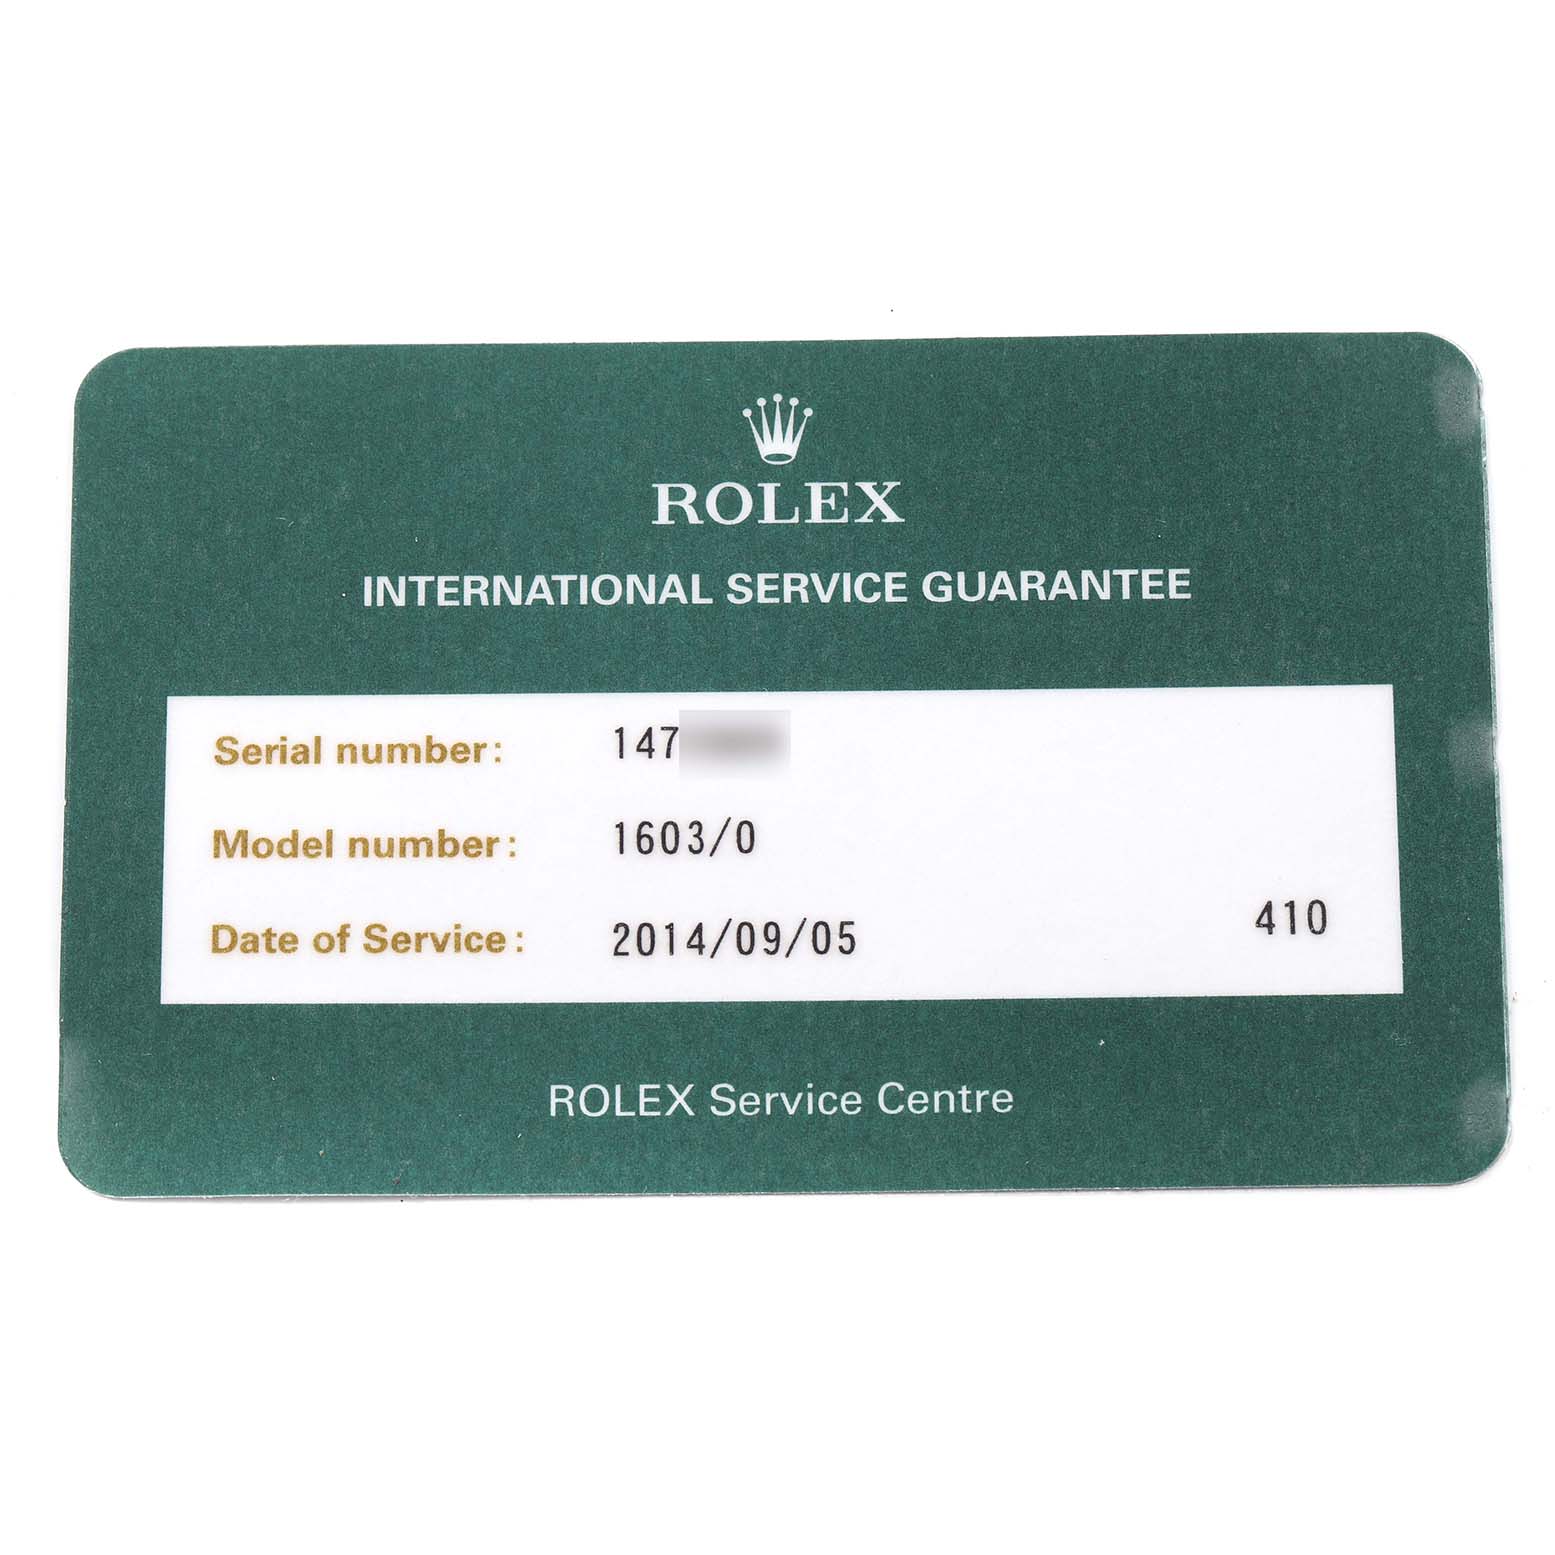 ROLEX
INTERNATIONAL SERVICE GUARANTEE
Serial number: 147
Model number: 1603/0
Date of Service: 2014/09/05 410
ROLEX Service Centre